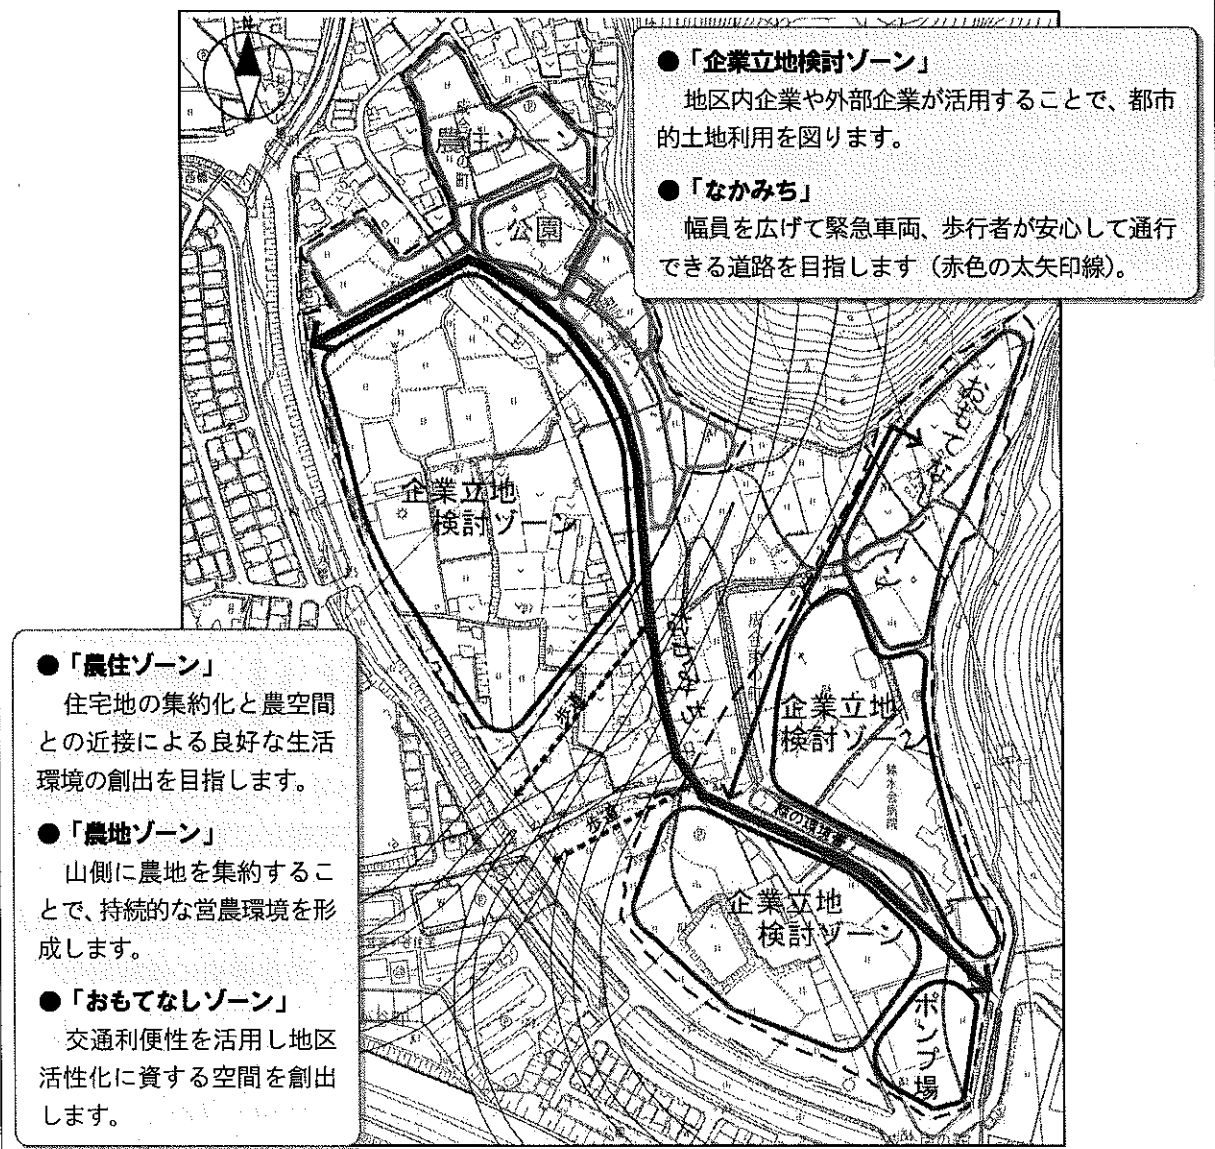 ●「企業立地検討ゾーン」
地区内企業や外部企業が活用することで、都市
的土地利用を図ります。
●「なかみち」
幅員を広げて緊急車両、歩行者が安心して通行
できる道路を目指します（赤色の太矢印線）。
農住ゾーン
公園
企業立地
検討ゾーン
おもてなし
ーン
なかみち
企業立地
検討ゾーン
歩道
歩道
緑の環境軸
企業立地
検討ゾーン
ポンプ場
●「農住ゾーン」
住宅地の集約化と農空間
との近接による良好な生活
環境の創出を目指します。
●「農地ゾーン」
山側に農地を集約するこ
とで、持続的な営農環境を形
成します。
●「おもてなしゾーン」
交通利便性を活用し地区
活性化に資する空間を創出
します。